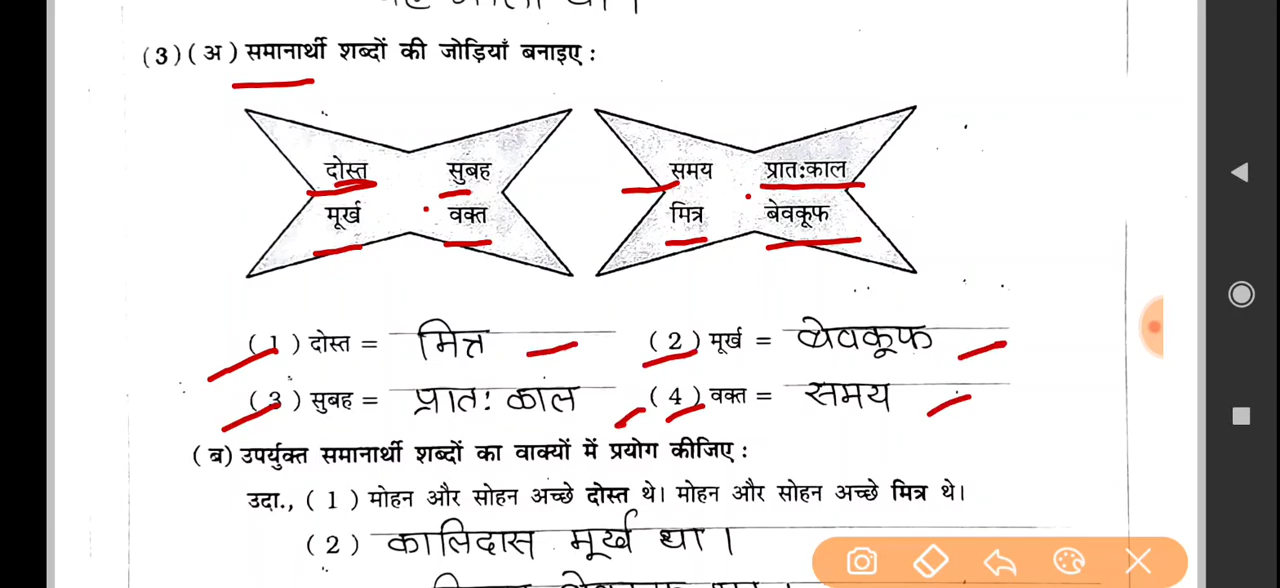 (3)(अ) समानार्थी शब्दों की जोड़ियाँ बनाइए :
दोस्त सुबह समय प्रातःकाल
मूर्ख वक्त मित्र बेवकूफ
(1) दोस्त = मित्र (2) मूर्ख = बेवकूफ
(3) सुबह = प्रातः काल (4) वक्त = समय
(ब) उपर्युक्त समानार्थी शब्दों का वाक्यों में प्रयोग कीजिए :
उदा., (1) मोहन और सोहन अच्छे दोस्त थे। मोहन और सोहन अच्छे मित्र थे।
(2) कालिदास मूर्ख था।